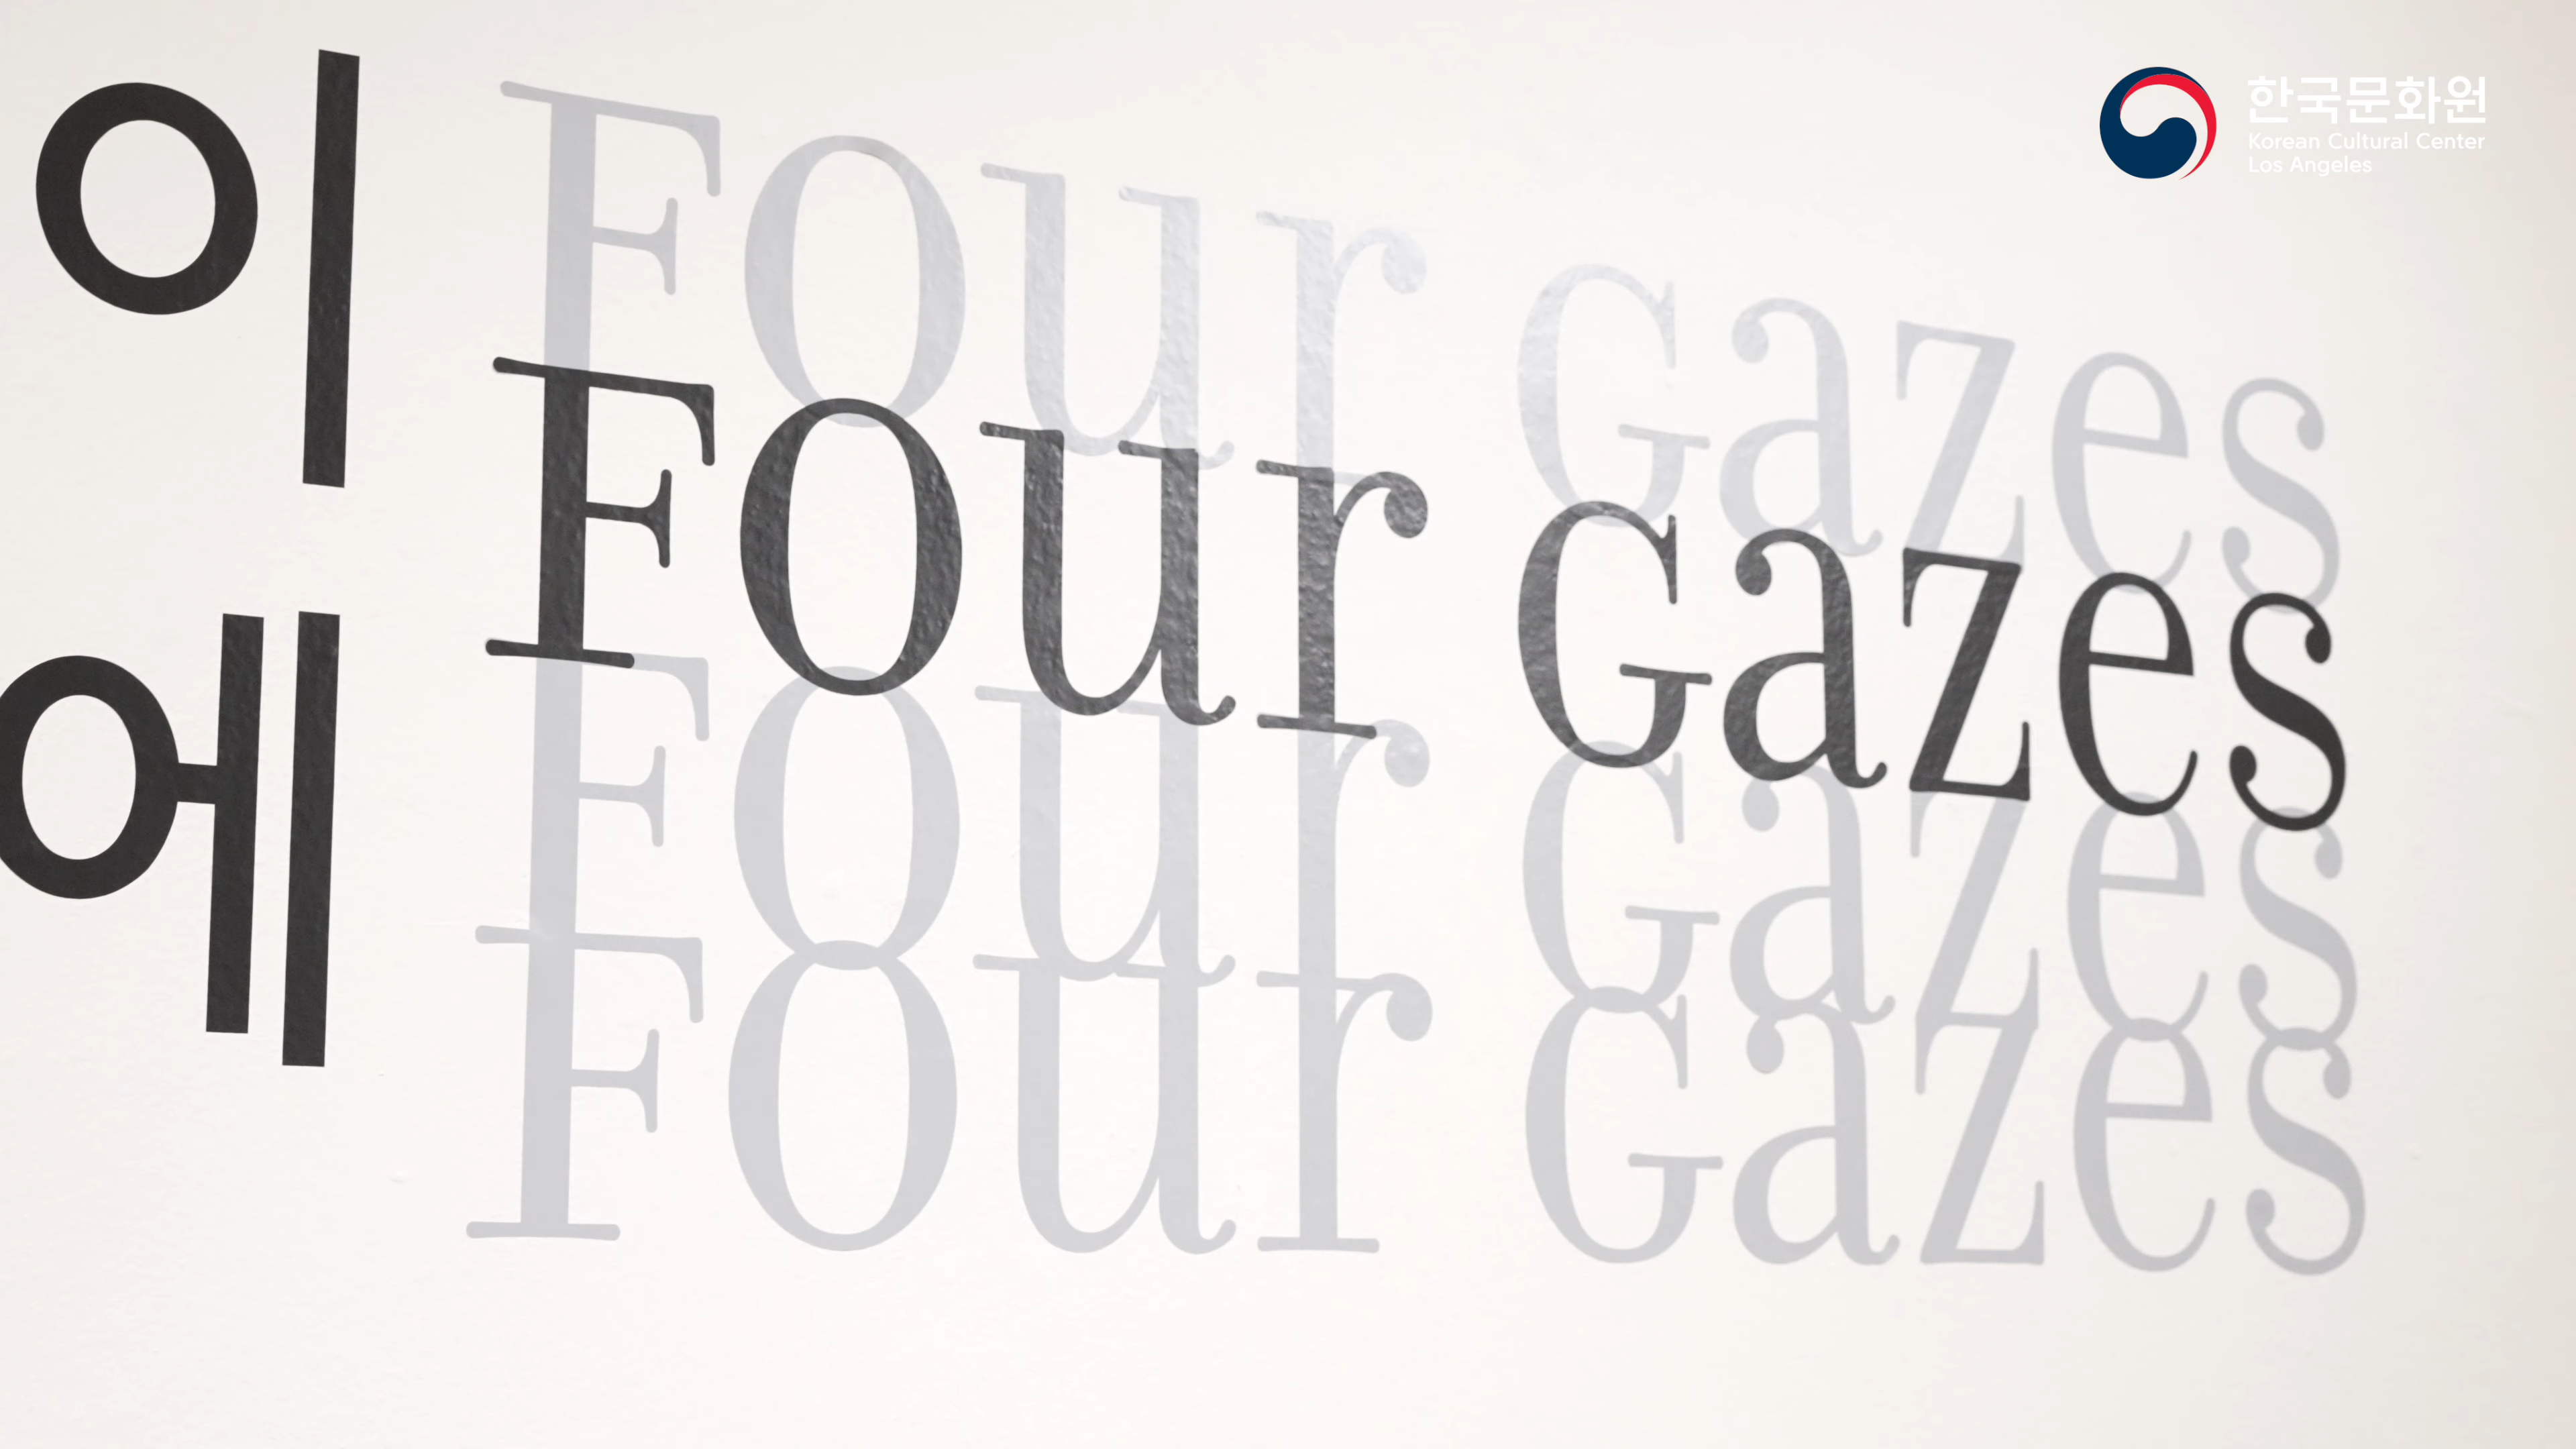 한국문화원
Korean Cultural Center
Los Angeles
이
에
Four Gazes
Four Gazes
Four Gazes
Four Gazes